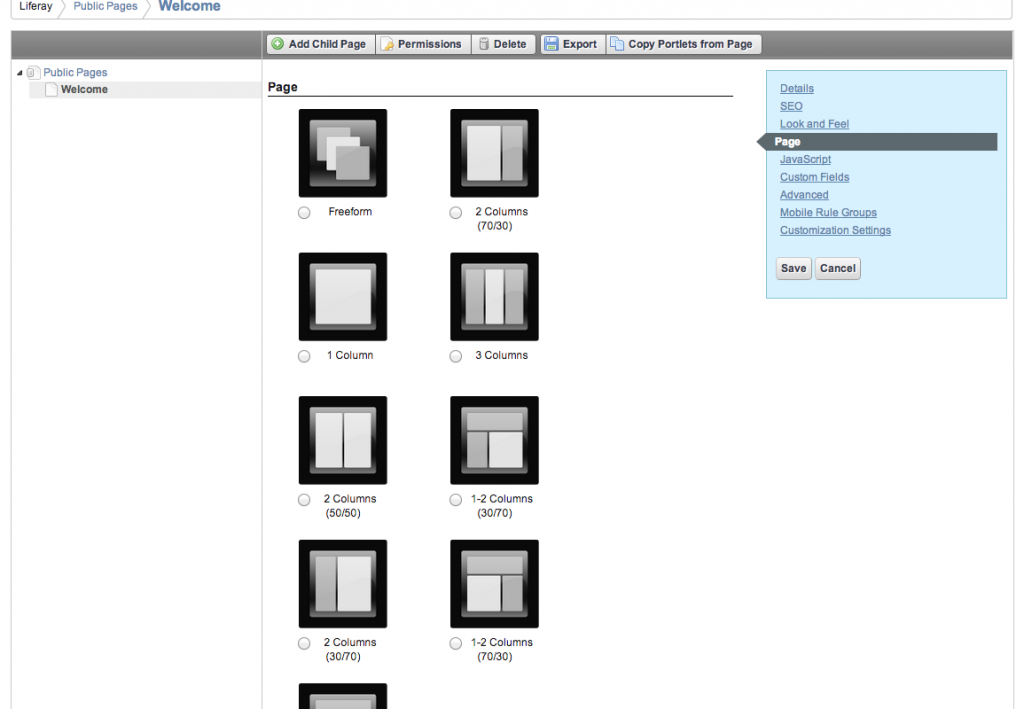 Liferay Public Pages Welcome
Add Child Page Permissions Delete Export Copy Portlets from Page
Public Pages
Welcome
Page
Freeform
2 Columns
(70/30)
1 Column
3 Columns
2 Columns
(50/50)
1-2 Columns
(30/70)
2 Columns
(30/70)
1-2 Columns
(70/30)
Details
SEO
Look and Feel
Page
JavaScript
Custom Fields
Advanced
Mobile Rule Groups
Customization Settings
Save Cancel